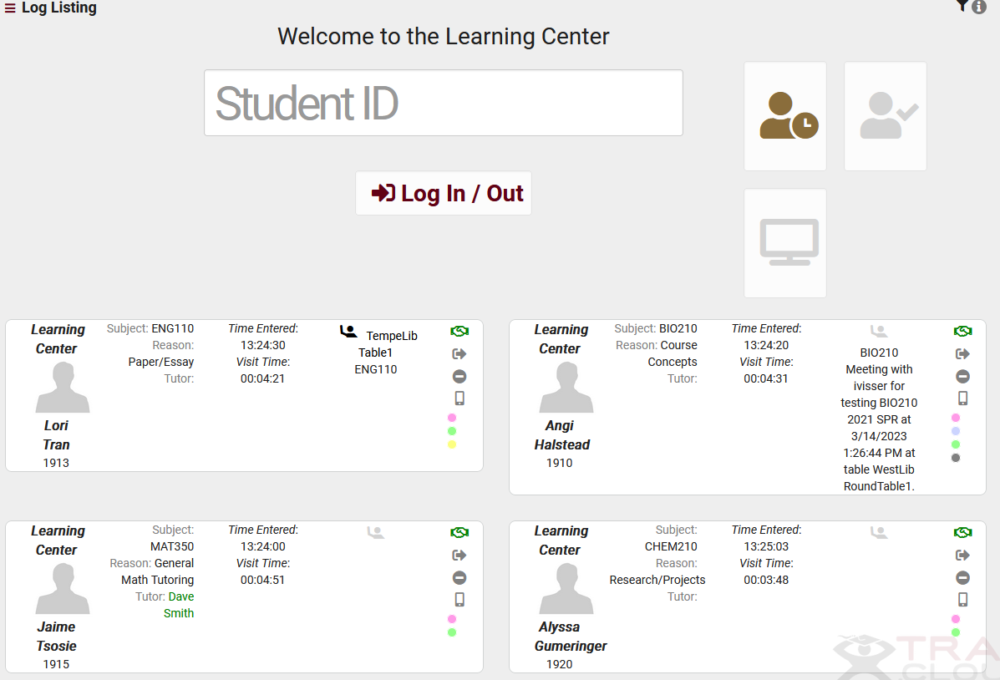 Log Listing
Welcome to the Learning Center
Student ID
Log In / Out
Learning
Center
Lori
Tran
1913
Subject: ENG110
Reason:
Paper/Essay
Tutor:
Time Entered:
13:24:30
Visit Time:
00:04:21
TempeLib
Table1
ENG110
Learning
Center
Angi
Halstead
1910
Subject: BIO210
Reason: Course
Concepts
Tutor:
Time Entered:
13:24:20
Visit Time:
00:04:31
BIO210
Meeting with
ivisser for
testing BIO210
2021 SPR at
3/14/2023
1:26:44 PM at
table WestLib
RoundTable1.
Learning
Center
Jaime
Tsosie
1915
Subject:
MAT350
Reason: General
Math Tutoring
Tutor: Dave
Smith
Time Entered:
13:24:00
Visit Time:
00:04:51
Learning
Center
Alyssa
Gumeringer
1920
Subject:
CHEM210
Reason:
Research/Projects
Tutor:
Time Entered:
13:25:03
Visit Time:
00:03:48